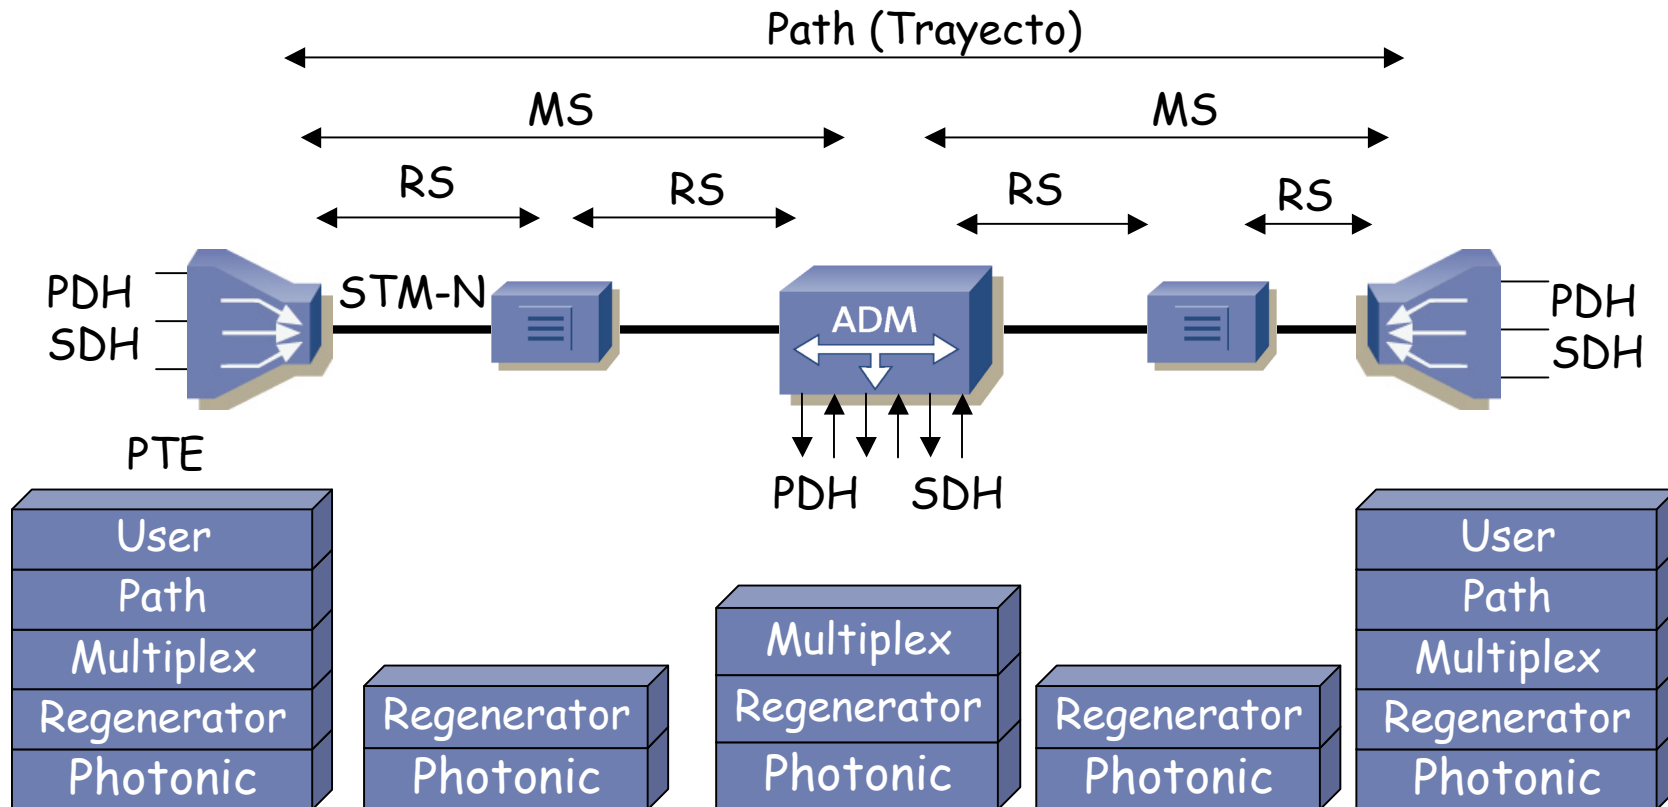 Path (Trayecto)
MS
MS
RS
RS
RS
RS
PDH
SDH
STM-N
ADM
PDH
SDH
PTE
PDH SDH
User
Path
Multiplex
Regenerator
Photonic
Regenerator
Photonic
Multiplex
Regenerator
Photonic
Regenerator
Photonic
User
Path
Multiplex
Regenerator
Photonic